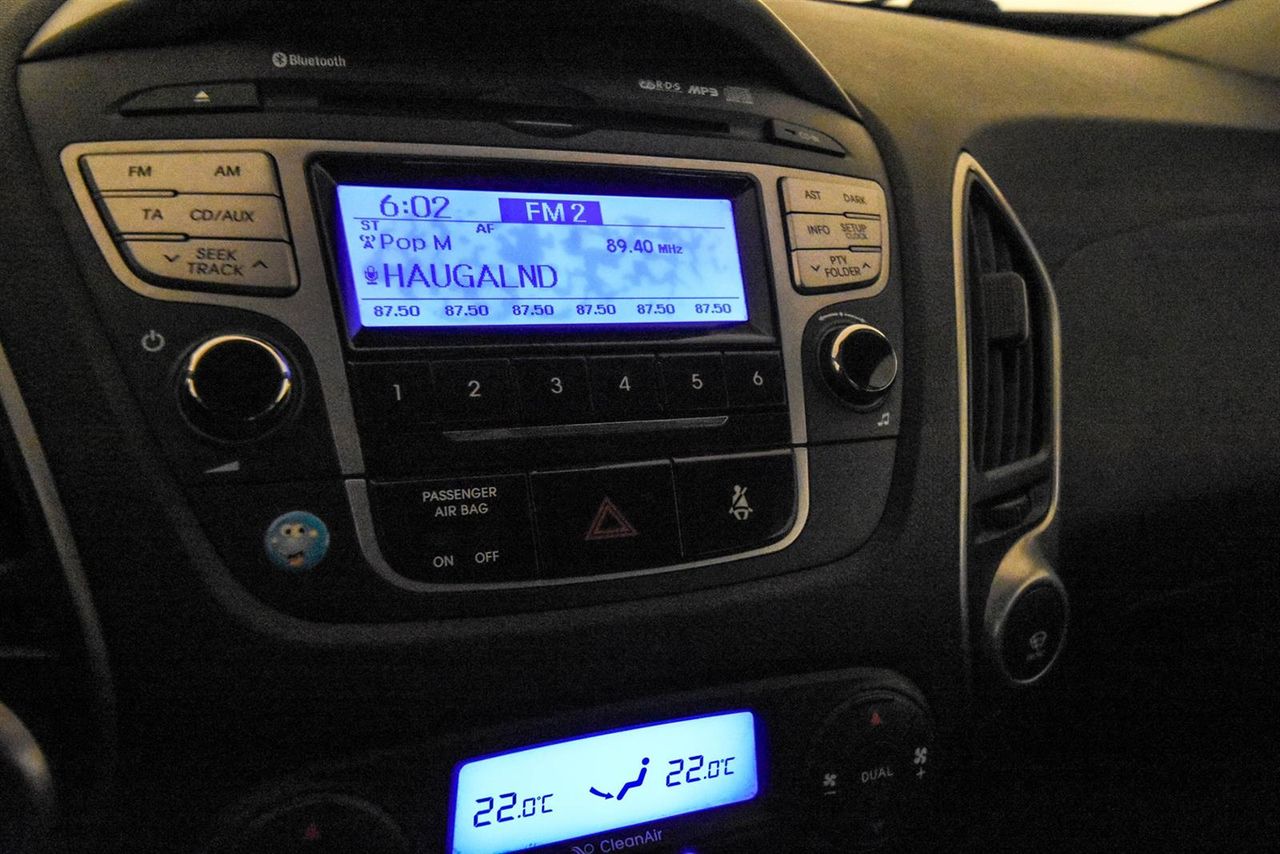 Bluetooth
R·D·S MP3
FM AM
TA CD/AUX
SEEK
TRACK
6:02 FM 2
ST AF
Pop M 89.40 MHz
HAUGALND
87.50 87.50 87.50 87.50 87.50 87.50
AST DARK
INFO SETUP
CLOCK
PTY
FOLDER
1 2 3 4 5 6
PASSENGER
AIR BAG
ON OFF
22.0°C 22.0°C
CleanAir
DUAL